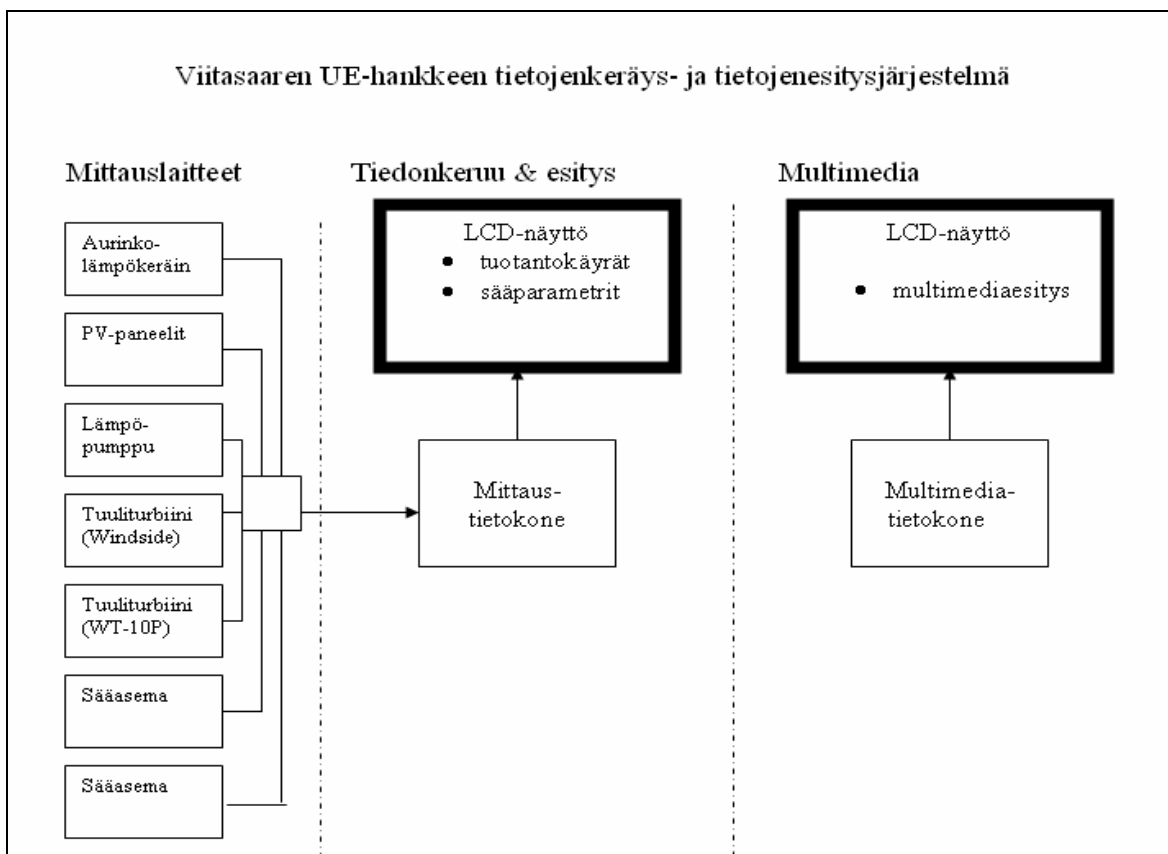 Viitasaaren UE-hankkeen tietojenkeräys- ja tietojenesitysjärjestelmä
Mittauslaitteet
Aurinko-
lämpökeräin
PV-paneelit
Lämpö-
pumppu
Tuuliturbiini
(Windside)
Tuuliturbiini
(WT-10P)
Sääasema
Sääasema
Tiedonkeruu & esitys
LCD-näyttö
• tuotantokäyrät
• sääparametrit
Mittaus-
tietokone
Multimedia
LCD-näyttö
• multimediaesitys
Multimedia-
tietokone